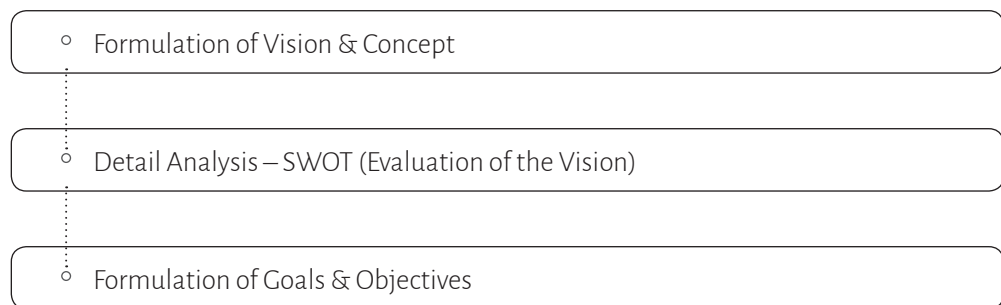 Formulation of Vision & Concept
Detail Analysis – SWOT (Evaluation of the Vision)
Formulation of Goals & Objectives